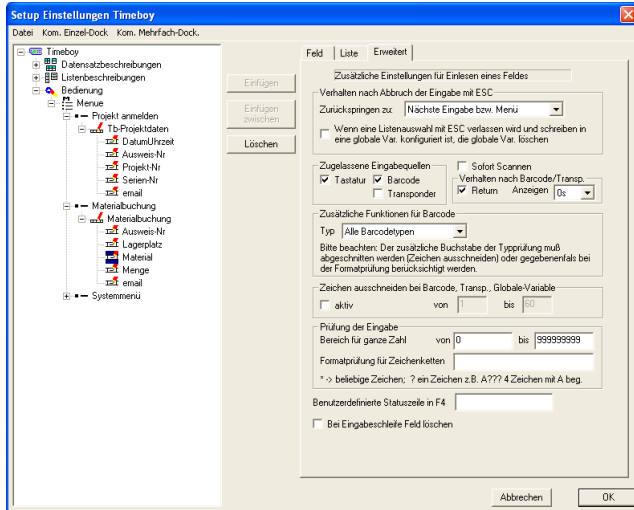 Setup Einstellungen Timeboy
Datei Kom. Einzel-Dock Kom. Mehrfach-Dock.
Timeboy
Datensatzbeschreibungen
Listenbeschreibungen
Bedienung
Menue
Projekt anmelden
Tb-Projektdaten
DatumUhrzeit
Ausweis-Nr
Projekt-Nr
Serien-Nr
email
Materialbuchung
Materialbuchung
Ausweis-Nr
Lagerplatz
Material
Menge
email
Systemmenü
Einfügen
Einfügen
zwischen
Löschen
Feld Liste Erweitert
Zusätzliche Einstellungen für Einlesen eines Feldes
Verhalten nach Abbruch der Eingabe mit ESC
Zurückspringen zu: Nächste Eingabe bzw. Menü
Wenn eine Listenauswahl mit ESC verlassen wird und schreiben in
eine globale Var. konfiguriert ist, die globale Var. löschen
Zugelassene Eingabequellen
Tastatur Barcode
Transponder
Sofort Scannen
Verhalten nach Barcode/Transp.
Return Anzeigen 0s
Zusätzliche Funktionen für Barcode
Typ Alle Barcodetypen
Bitte beachten: Der zusätzliche Buchstabe der Typprüfung muß
abgeschnitten werden (Zeichen ausschneiden) oder gegebenenfalls bei
der Formatprüfung berücksichtigt werden.
Zeichen ausschneiden bei Barcode, Transp., Globale-Variable
aktiv von 1 bis 60
Prüfung der Eingabe
Bereich für ganze Zahl von 0 bis 999999999
Formatprüfung für Zeichenketten
* -> beliebige Zeichen; ? ein Zeichen z.B. A??? 4 Zeichen mit A beg.
Benutzerdefinierte Statuszeile in F4
Bei Eingabeschleife Feld löschen
Abbrechen OK